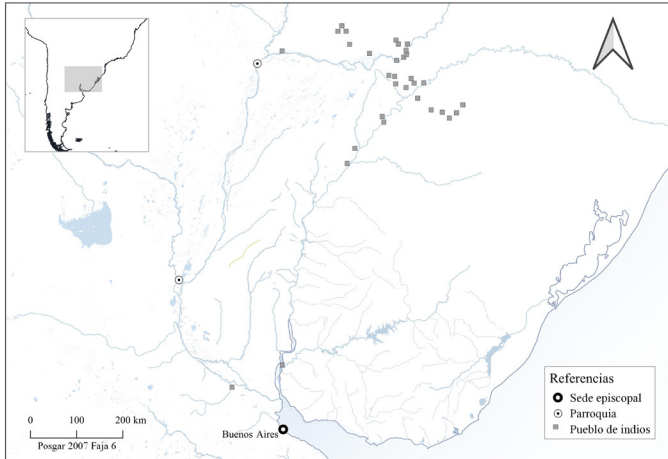 Buenos Aires
0 100 200 km
Posgar 2007 Faja 6
Referencias
Sede episcopal
Parroquia
Pueblo de indios